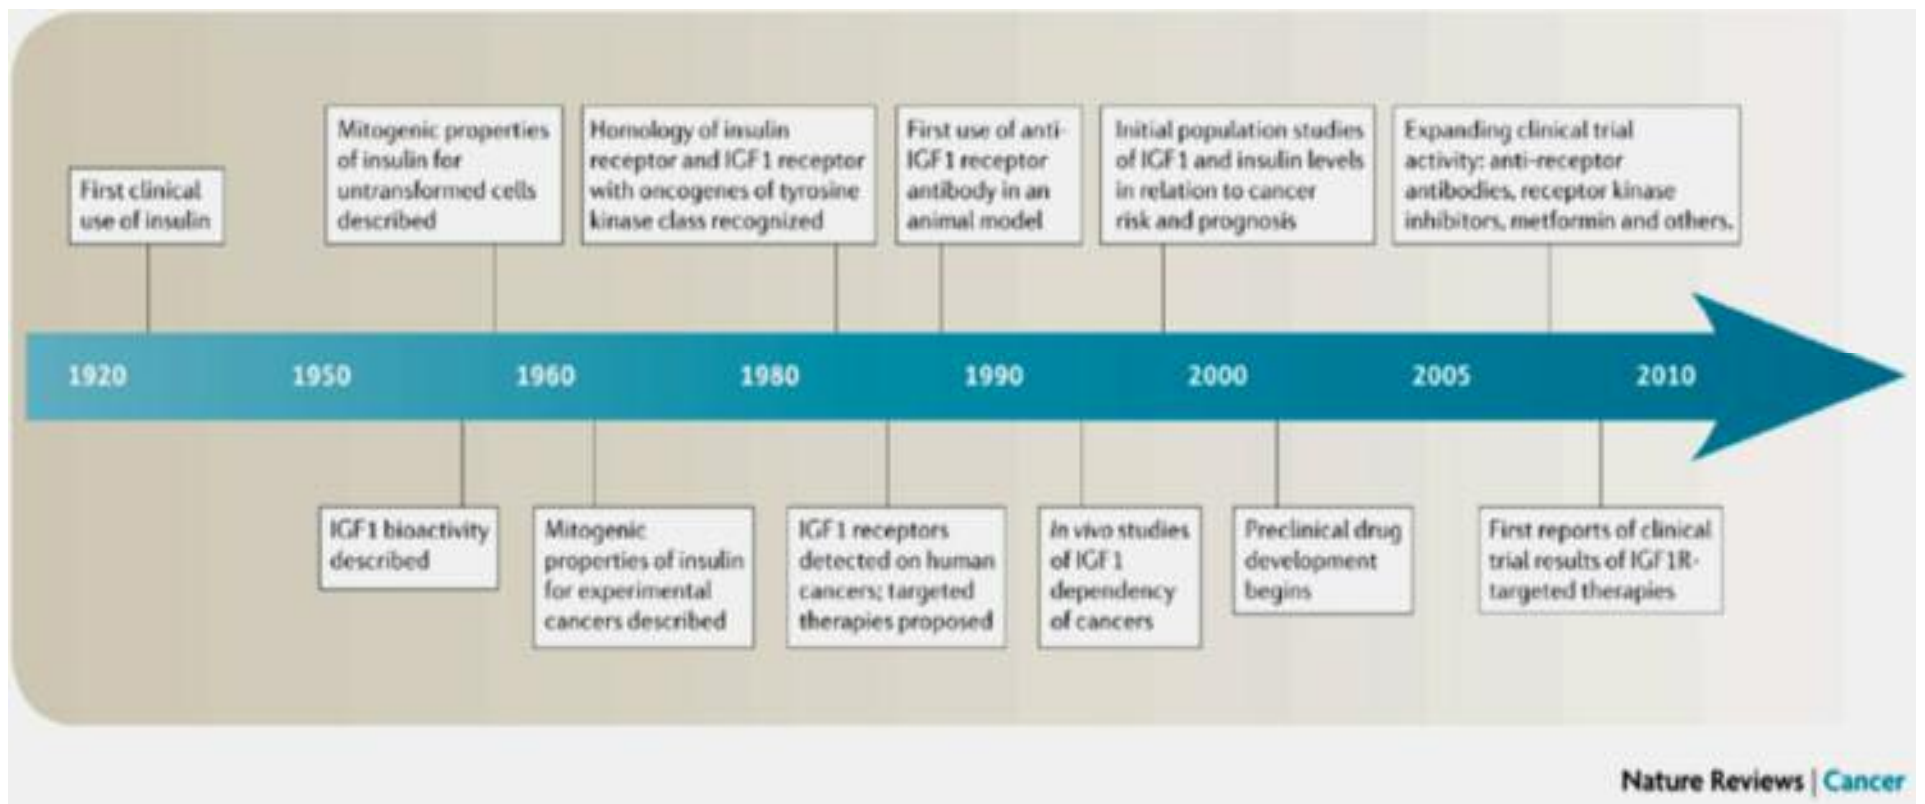 First clinical
use of insulin
Mitogenic properties
of insulin for
untransformed cells
described
Homology of insulin
receptor and IGF1 receptor
with oncogenes of tyrosine
kinase class recognized
First use of anti-
IGF1 receptor
antibody in an
animal model
Initial population studies
of IGF1 and insulin levels
in relation to cancer
risk and prognosis
Expanding clinical trial
activity: anti-receptor
antibodies, receptor kinase
inhibitors, metformin and others.
1920 1950 1960 1980 1990 2000 2005 2010
IGF1 bioactivity
described
Mitogenic
properties of insulin
for experimental
cancers described
IGF1 receptors
detected on human
cancers; targeted
therapies proposed
In vivo studies
of IGF1
dependency
of cancers
Preclinical drug
development
begins
First reports of clinical
trial results of IGF1R-
targeted therapies
Nature Reviews | Cancer